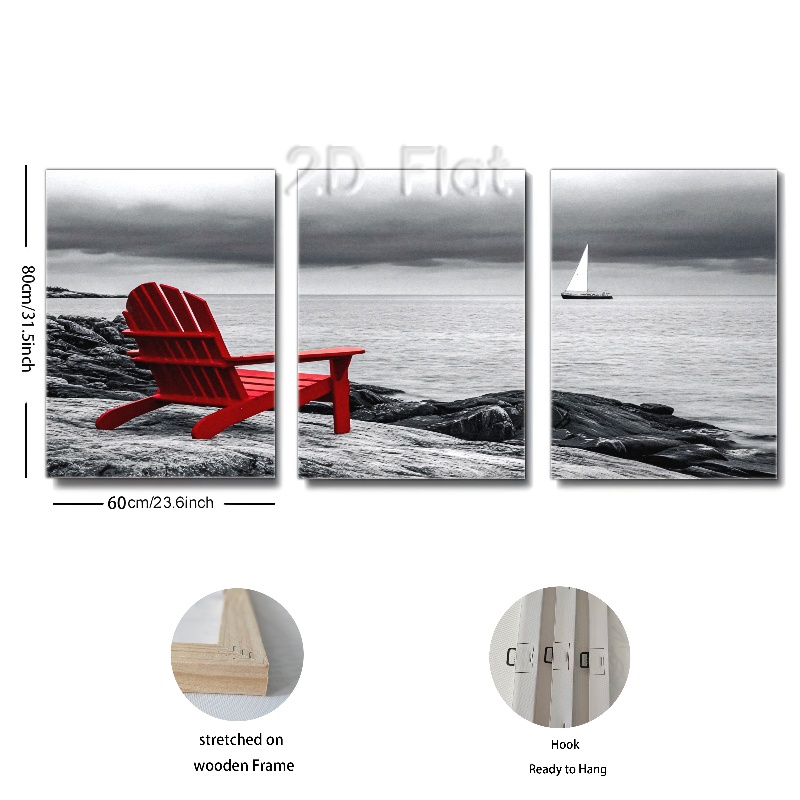 2D Flat
80cm/31.5inch
60cm/23.6inch
stretched on
wooden Frame
Hook
Ready to Hang